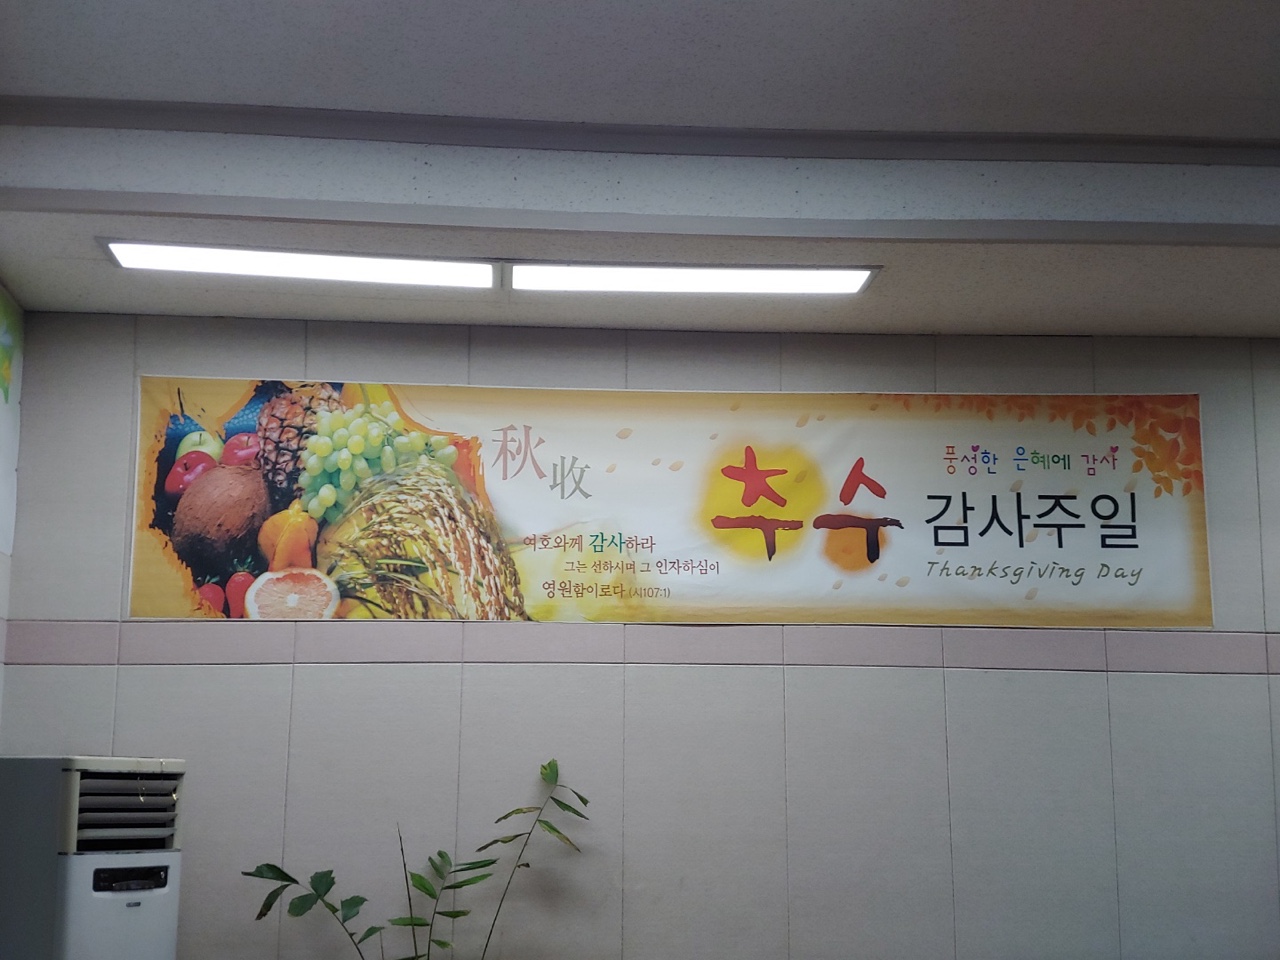 秋收
여호와께 감사하라
그는 선하시며 그 인자하심이
영원함이로다 (시107:1)
추수
풍성한 은혜에 감사
감사주일
Thanksgiving Day